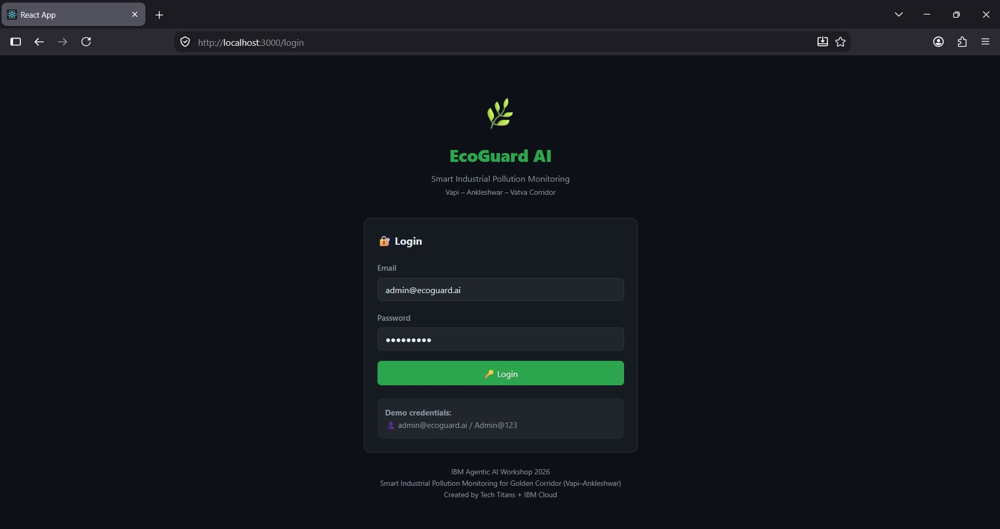 React App
http://localhost:3000/login
EcoGuard AI
Smart Industrial Pollution Monitoring
Vapi – Ankleshwar – Vatva Corridor
Login
Email
admin@ecoguard.ai
Password
Login
Demo credentials:
admin@ecoguard.ai / Admin@123
IBM Agentic AI Workshop 2026
Smart Industrial Pollution Monitoring for Golden Corridor (Vapi–Ankleshwar)
Created by Tech Titans + IBM Cloud